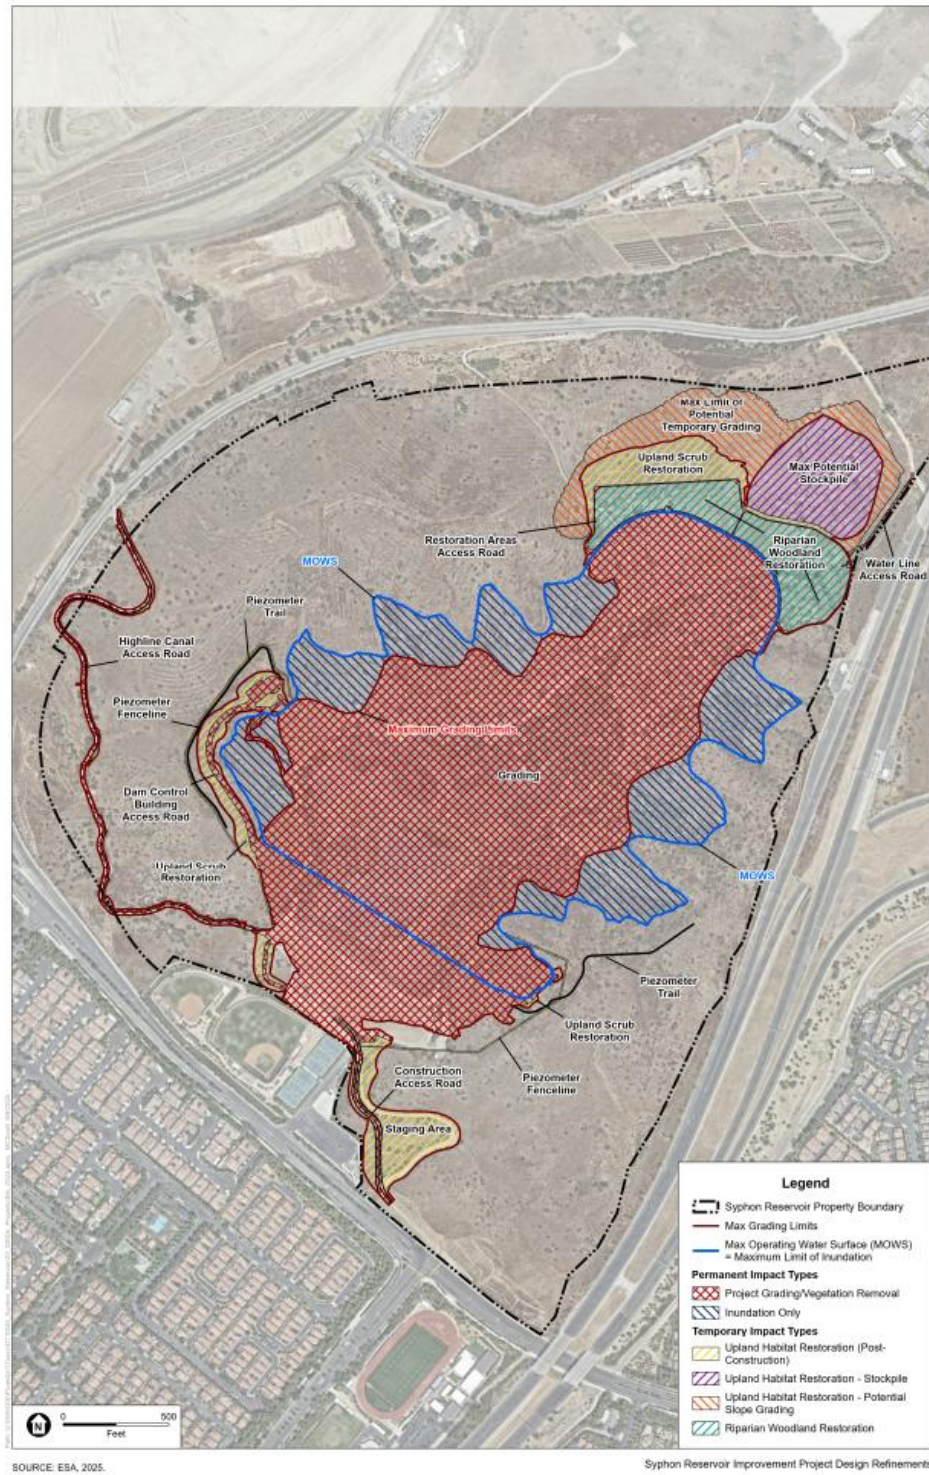 Max Limit of
Potential
Temporary Grading
Upland Scrub
Restoration
Max Potential
Stockpile
Restoration Areas
Access Road
Riparian
Woodland
Restoration
Water Line
Access Road
MOWS
Piezometer
Trail
Highline Canal
Access Road
Piezometer
Fenceline
Maximum Grading Limits
Grading
Dam Control
Building
Access Road
Upland Scrub
Restoration
MOWS
Piezometer
Trail
Upland Scrub
Restoration
Construction
Access Road
Piezometer
Fenceline
Staging Area
Legend
Syphon Reservoir Property Boundary
Max Grading Limits
Max Operating Water Surface (MOWS)
= Maximum Limit of Inundation
Permanent Impact Types
Project Grading/Vegetation Removal
Inundation Only
Temporary Impact Types
Upland Habitat Restoration (Post-
Construction)
Upland Habitat Restoration - Stockpile
Upland Habitat Restoration - Potential
Slope Grading
Riparian Woodland Restoration
N
0 500
Feet
SOURCE: ESA, 2025.
Syphon Reservoir Improvement Project Design Refinements